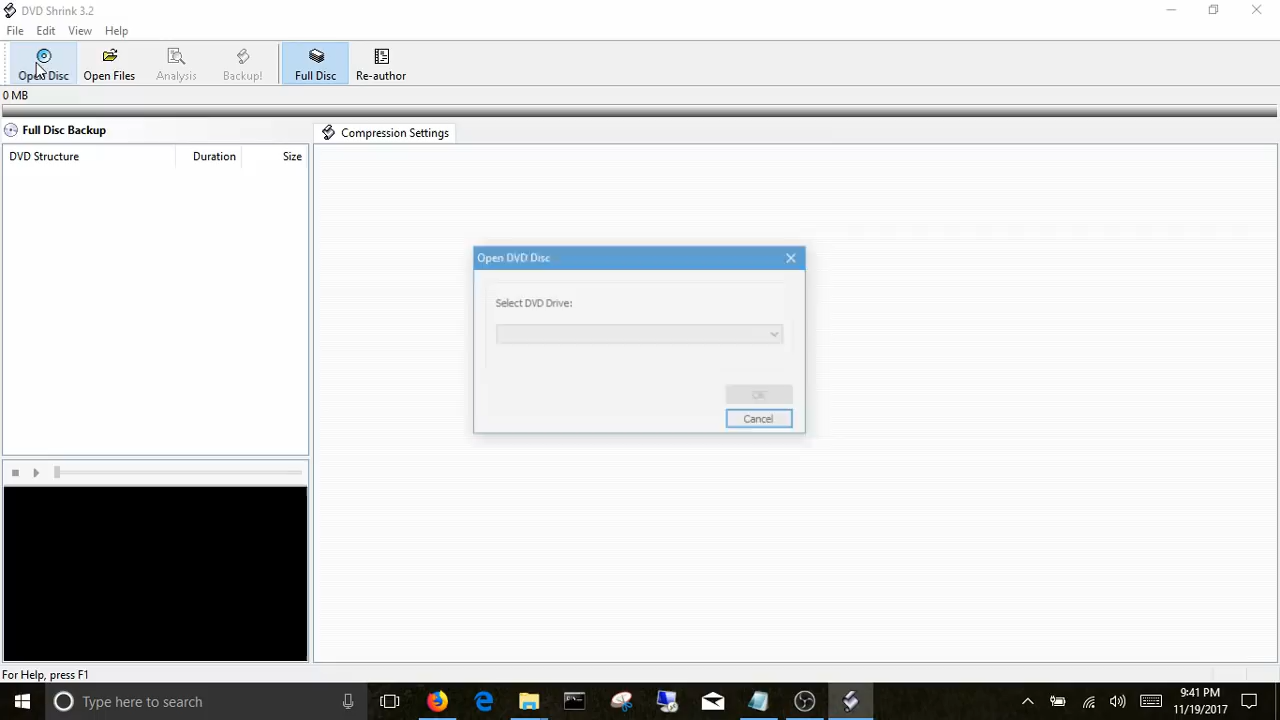 DVD Shrink 3.2
File Edit View Help
Open Disc Open Files Analysis Backup! Full Disc Re-author
0 MB
Full Disc Backup
Compression Settings
DVD Structure Duration Size
Open DVD Disc
Select DVD Drive:
OK
Cancel
For Help, press F1
Type here to search
9:41 PM
11/19/2017